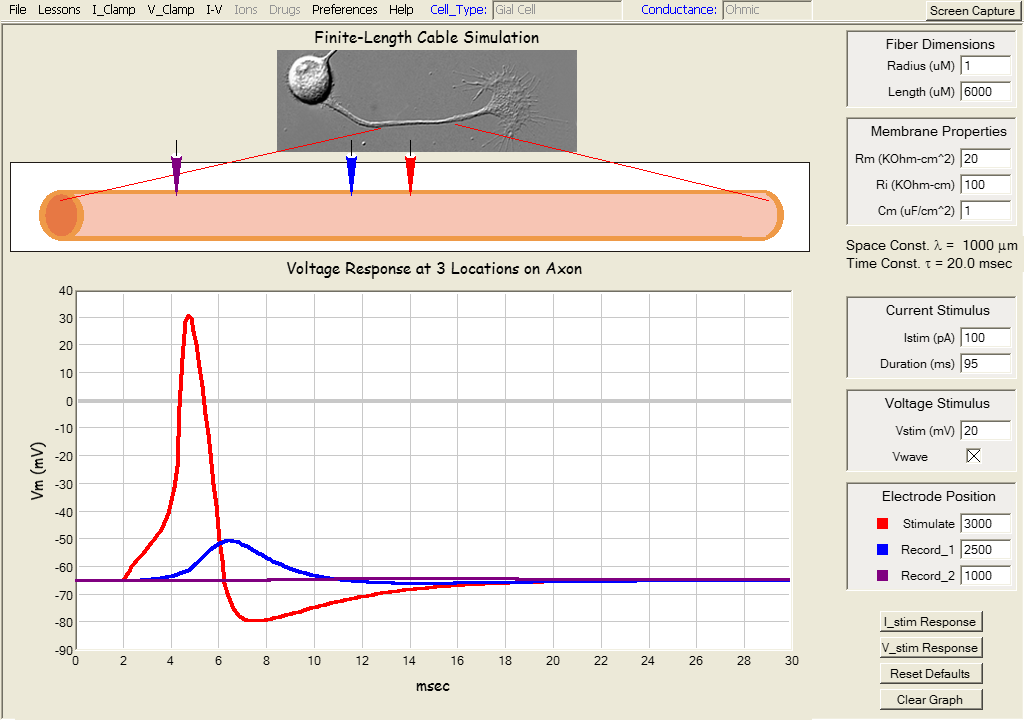 File Lessons I_Clamp V_Clamp I-V Ions Drugs Preferences Help Cell_Type: Gial Cell Conductance: Ohmic Screen Capture
Finite-Length Cable Simulation
Fiber Dimensions
Radius (uM) 1
Length (uM) 6000
Membrane Properties
Rm (KOhm-cm^2) 20
Ri (KOhm-cm) 100
Cm (uF/cm^2) 1
Space Const. λ = 1000 μm
Time Const. τ = 20.0 msec
Voltage Response at 3 Locations on Axon
40
30
20
10
0
-10
-20
-30
-40
-50
-60
-70
-80
-90
Vm (mV)
0 2 4 6 8 10 12 14 16 18 20 22 24 26 28 30
msec
Current Stimulus
Istim (pA) 100
Duration (ms) 95
Voltage Stimulus
Vstim (mV) 20
Vwave
Electrode Position
Stimulate 3000
Record_1 2500
Record_2 1000
I_stim Response
V_stim Response
Reset Defaults
Clear Graph